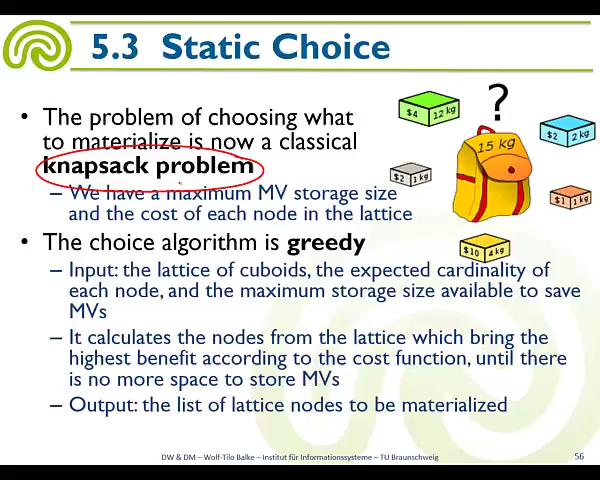 5.3 Static Choice
• The problem of choosing what
to materialize is now a classical
knapsack problem
– We have a maximum MV storage size
and the cost of each node in the lattice
• The choice algorithm is greedy
– Input: the lattice of cuboids, the expected cardinality of
each node, and the maximum storage size available to save
MVs
– It calculates the nodes from the lattice which bring the
highest benefit according to the cost function, until there
is no more space to store MVs
– Output: the list of lattice nodes to be materialized
?
$4 12 kg
$2 2 kg
15 kg
$2 1 kg
$1 1 kg
$10 4 kg
DW & DM – Wolf-Tilo Balke – Institut für Informationssysteme – TU Braunschweig
56